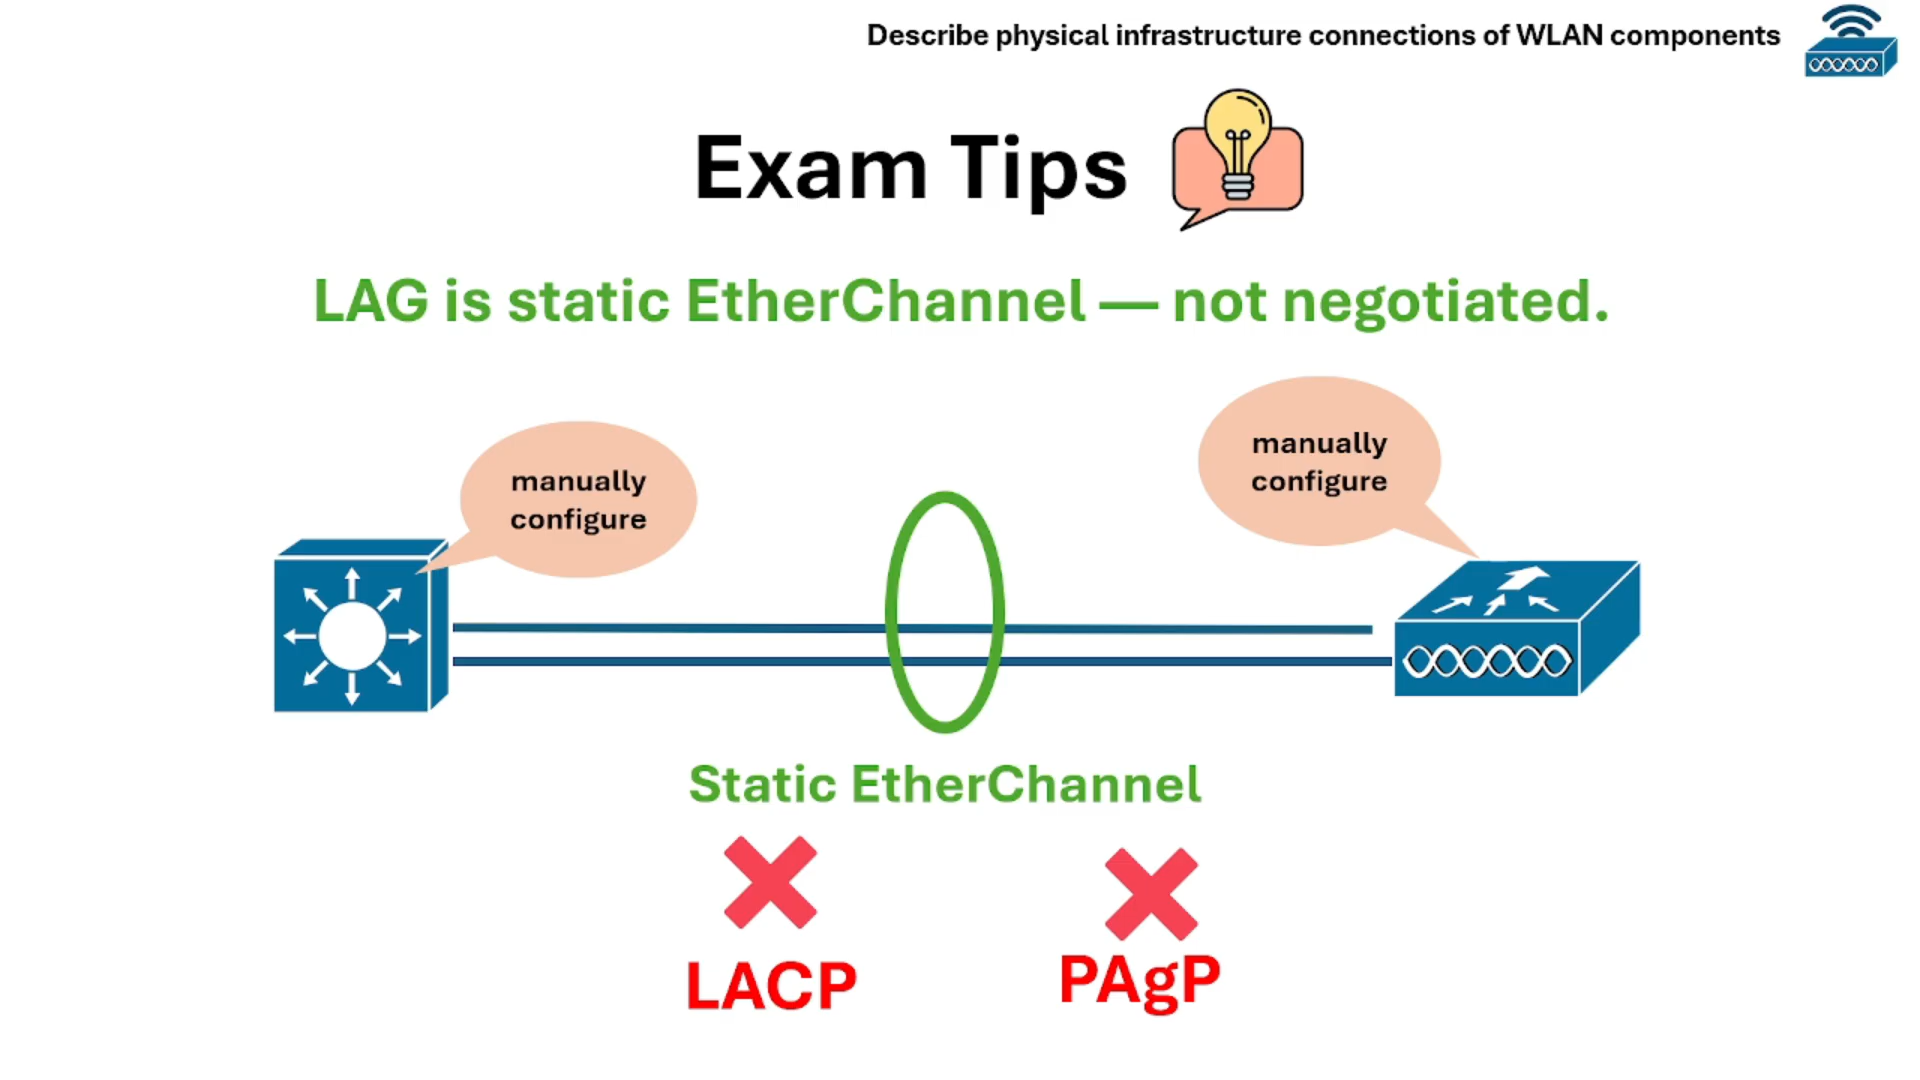 Describe physical infrastructure connections of WLAN components
Exam Tips
LAG is static EtherChannel — not negotiated.
manually
configure
manually
configure
Static EtherChannel
LACP
PAgP